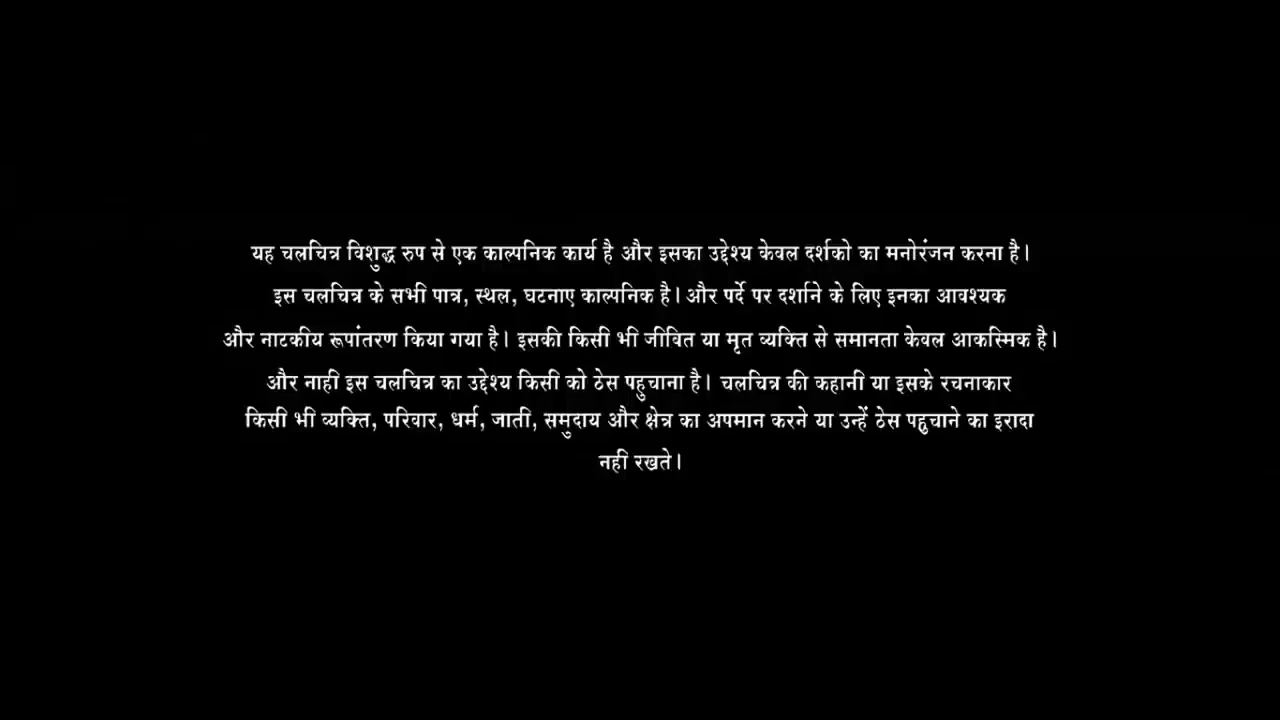 यह चलचित्र विशुद्ध रुप से एक काल्पनिक कार्य है और इसका उद्देश्य केवल दर्शको का मनोरंजन करना है।
इस चलचित्र के सभी पात्र, स्थल, घटनाए काल्पनिक है। और पर्दे पर दर्शाने के लिए इनका आवश्यक
और नाटकीय रूपांतरण किया गया है। इसकी किसी भी जीवित या मृत व्यक्ति से समानता केवल आकस्मिक है।
और नाही इस चलचित्र का उद्देश्य किसी को ठेस पहुचाना है। चलचित्र की कहानी या इसके रचनाकार
किसी भी व्यक्ति, परिवार, धर्म, जाती, समुदाय और क्षेत्र का अपमान करने या उन्हें ठेस पहुचाने का इरादा
नही रखते।